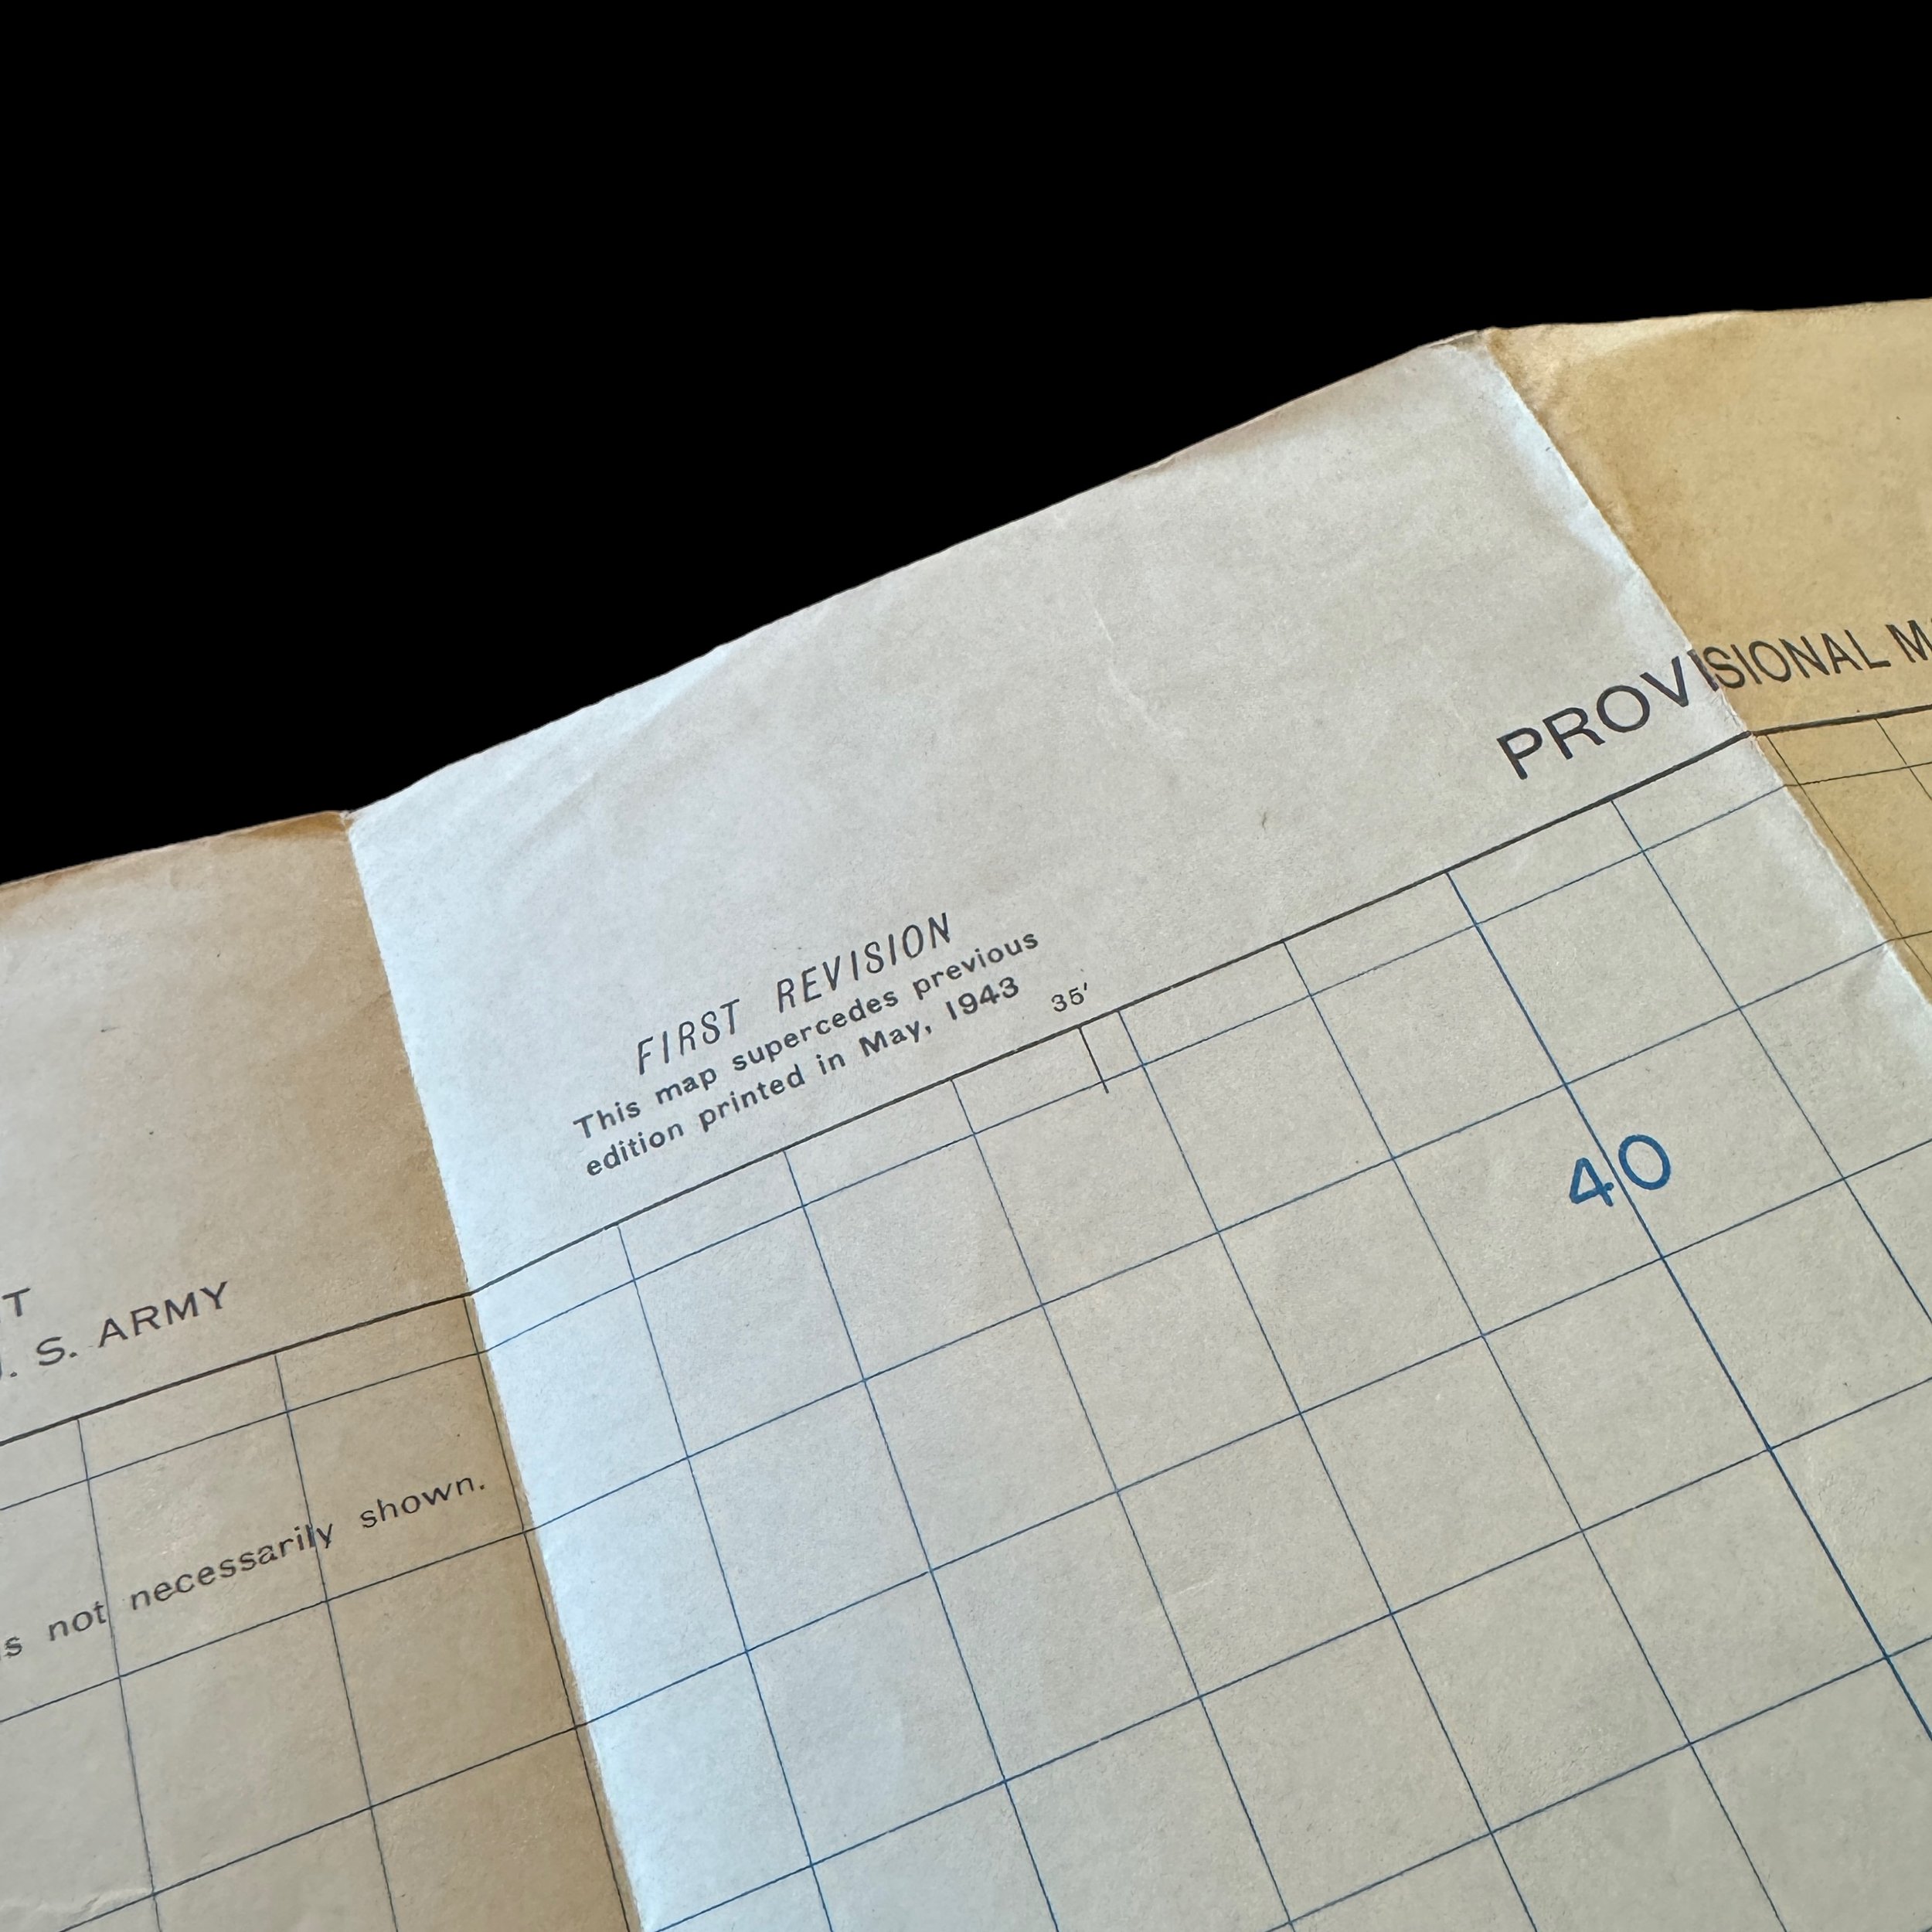 PROVISIONAL M
FIRST REVISION
This map supercedes previous
edition printed in May, 1943
35'
T
. S. ARMY
40
s not necessarily shown.